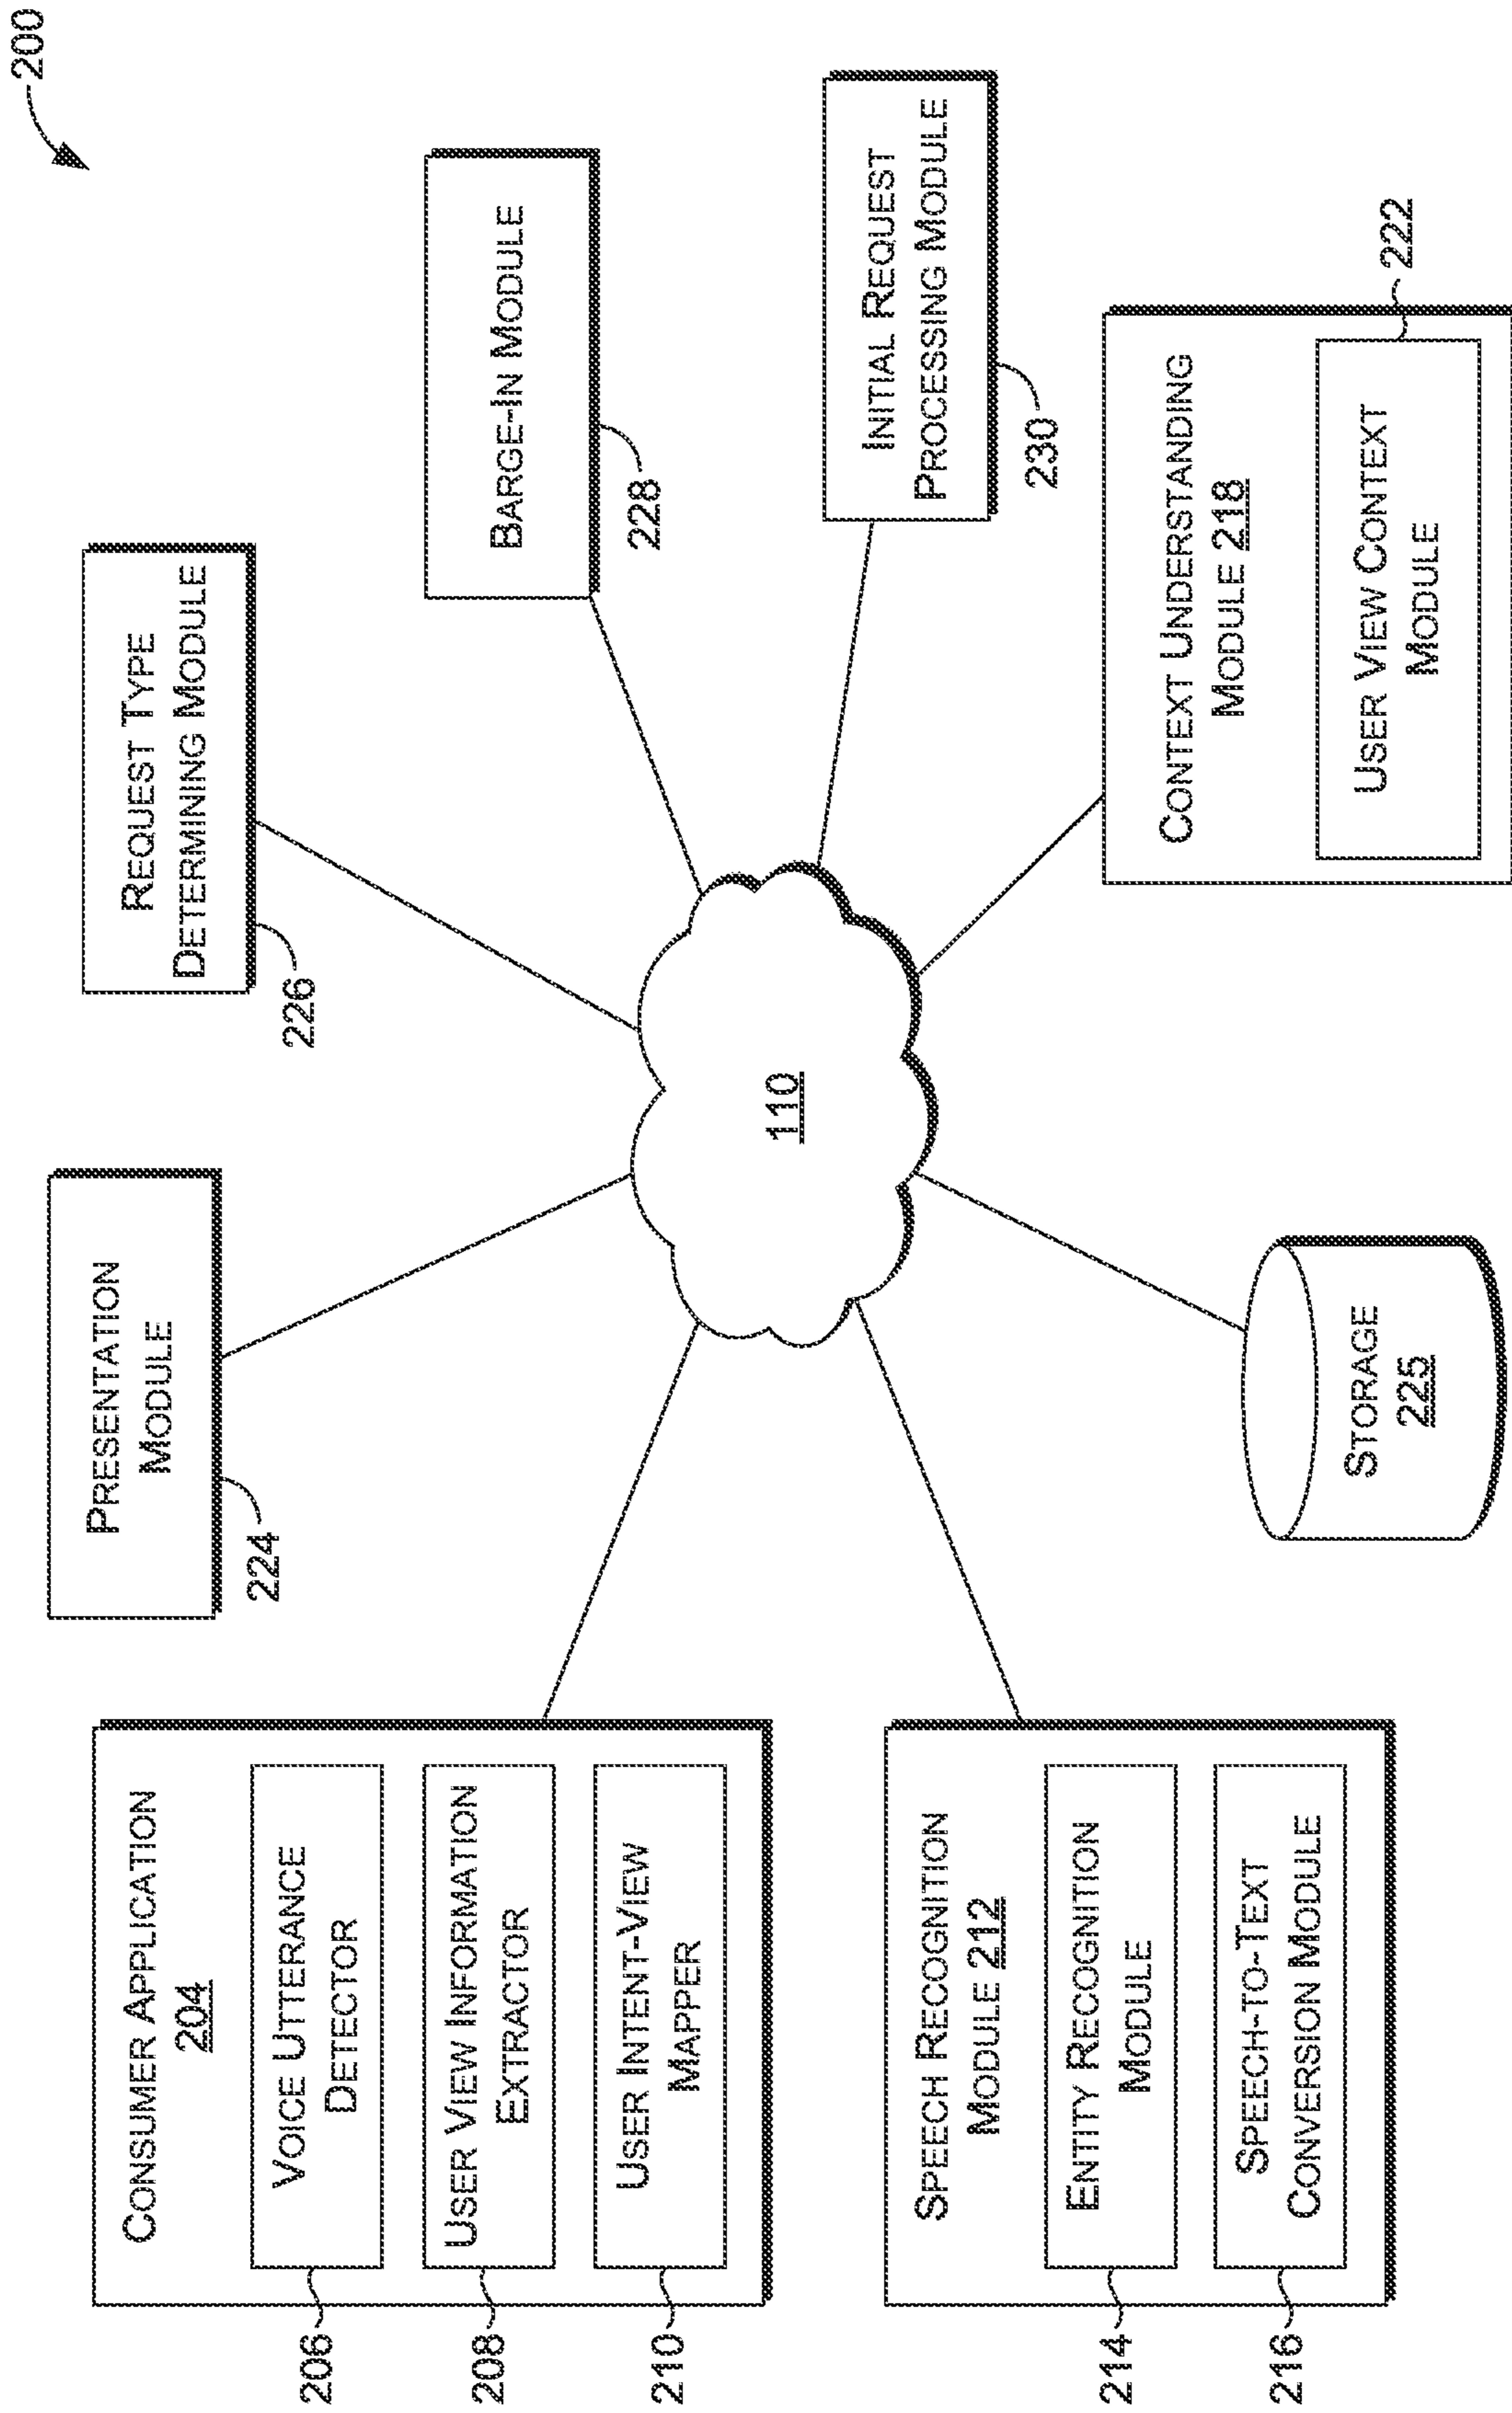 200
CONSUMER APPLICATION
204
VOICE UTTERANCE
DETECTOR
206
USER VIEW INFORMATION
EXTRACTOR
208
USER INTENT-VIEW
MAPPER
210
SPEECH RECOGNITION
MODULE 212
ENTITY RECOGNITION
MODULE
214
SPEECH-TO-TEXT
CONVERSION MODULE
216
PRESENTATION
MODULE
224
REQUEST TYPE
DETERMINING MODULE
226
BARGE-IN MODULE
228
INITIAL REQUEST
PROCESSING MODULE
230
110
STORAGE
225
CONTEXT UNDERSTANDING
MODULE 218
USER VIEW CONTEXT
MODULE
222